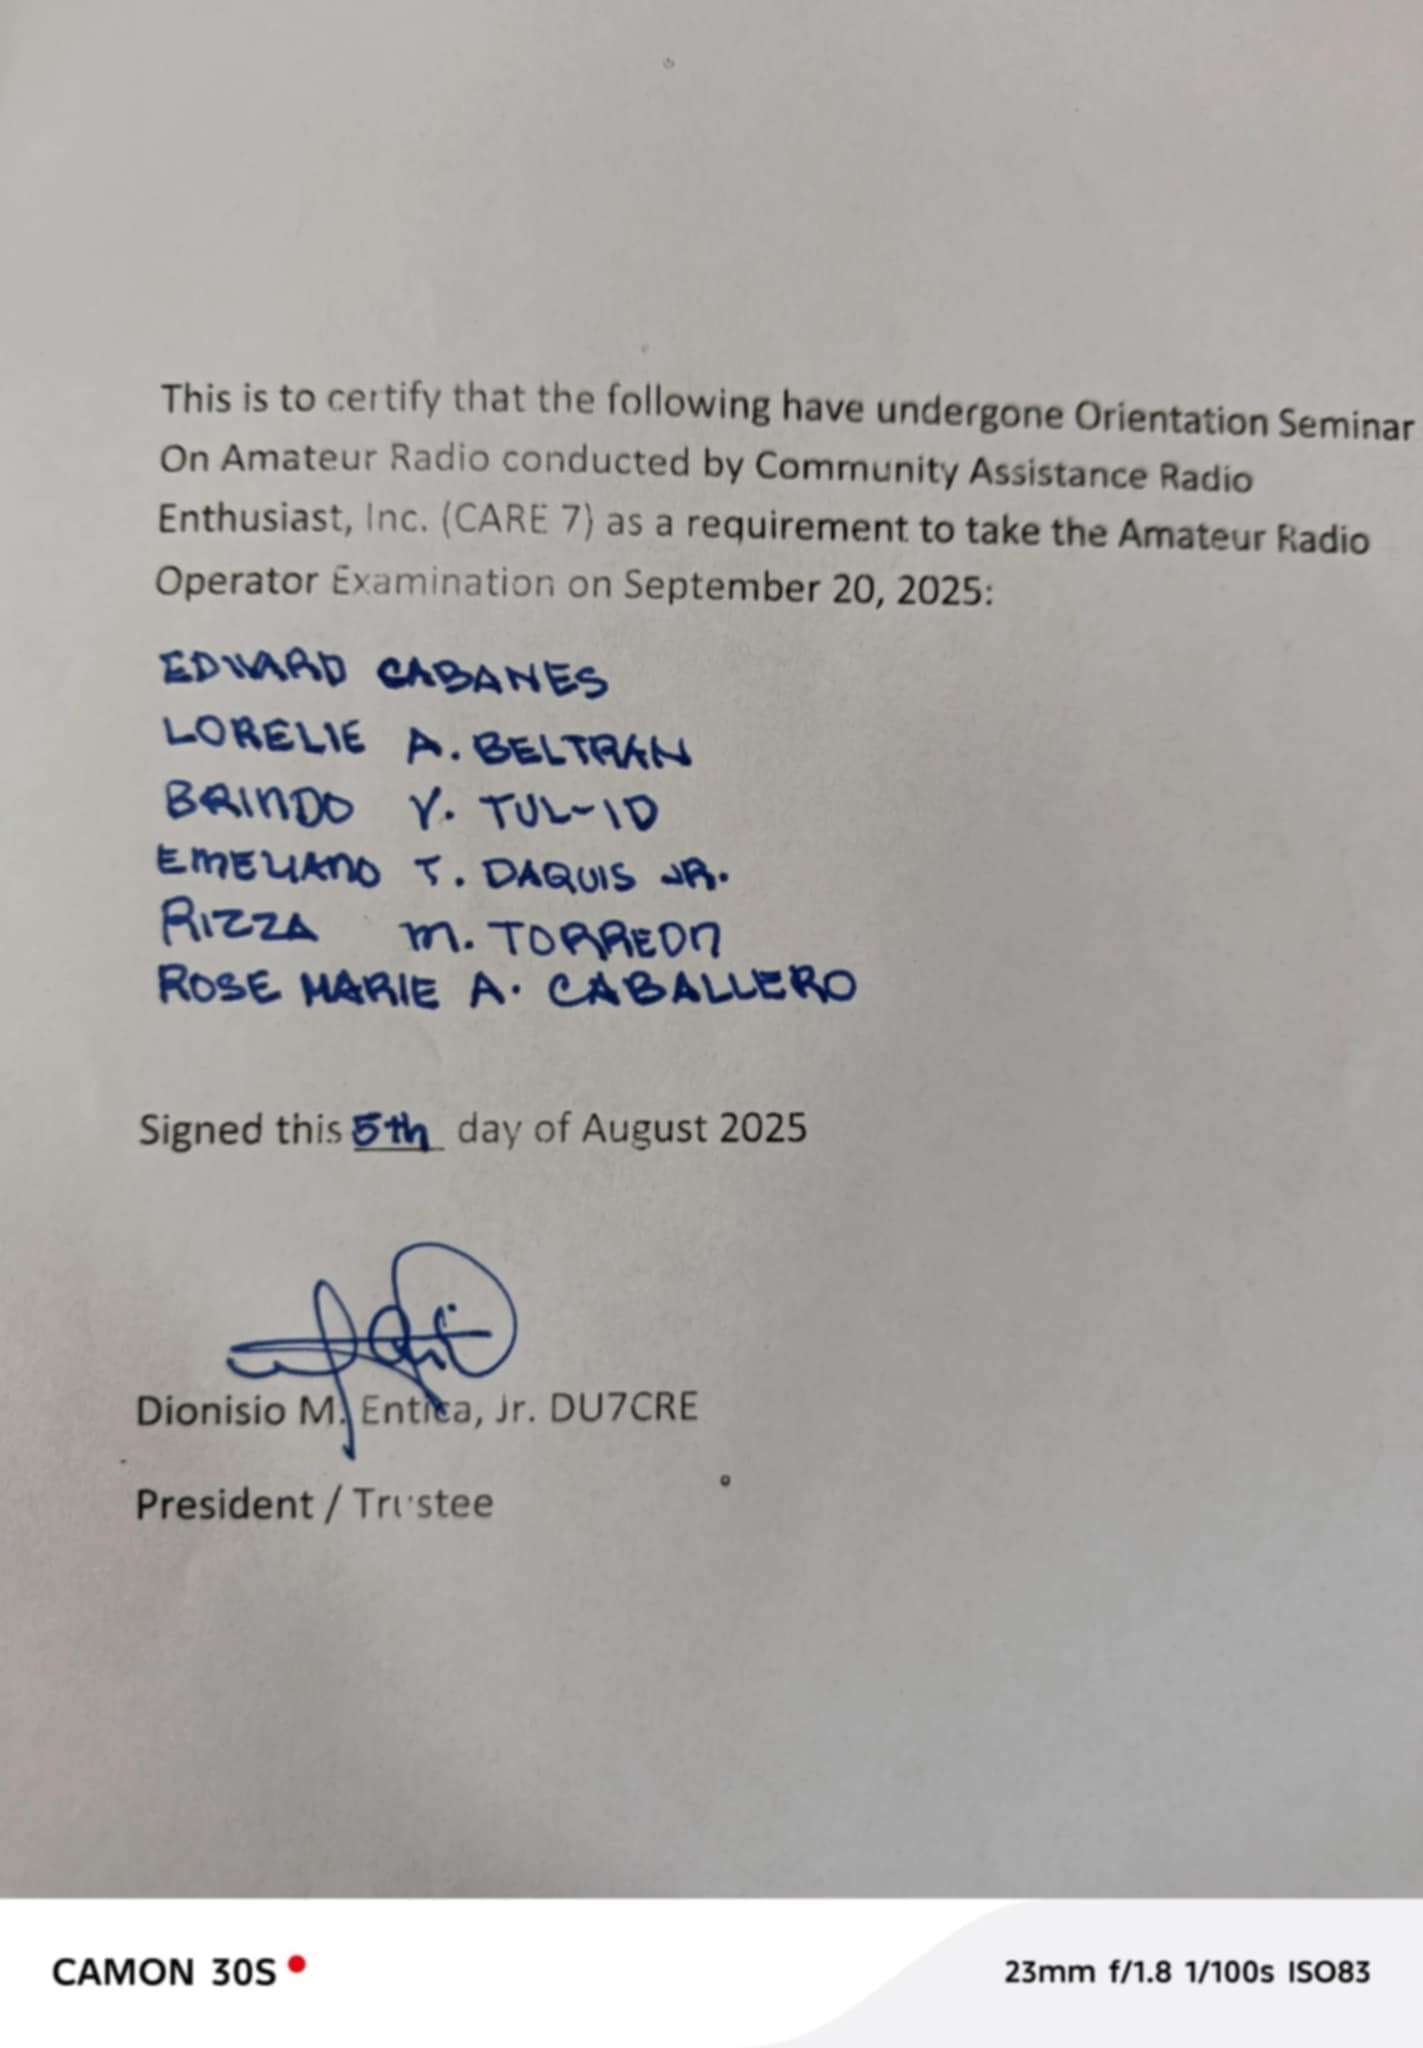 This is to certify that the following have undergone Orientation Seminar
On Amateur Radio conducted by Community Assistance Radio
Enthusiast, Inc. (CARE 7) as a requirement to take the Amateur Radio
Operator Examination on September 20, 2025:
EDWARD CABANES
LORELIE A. BELTRAN
BRINDO V. TUL-ID
EMELIANO T. DAQUIS JR.
RIZZA M. TORREON
ROSE MARIE A. CABALLERO
Signed this 5th day of August 2025
Dionisio M. Entica, Jr. DU7CRE
President / Trustee
CAMON 30S
23mm f/1.8 1/100s ISO83